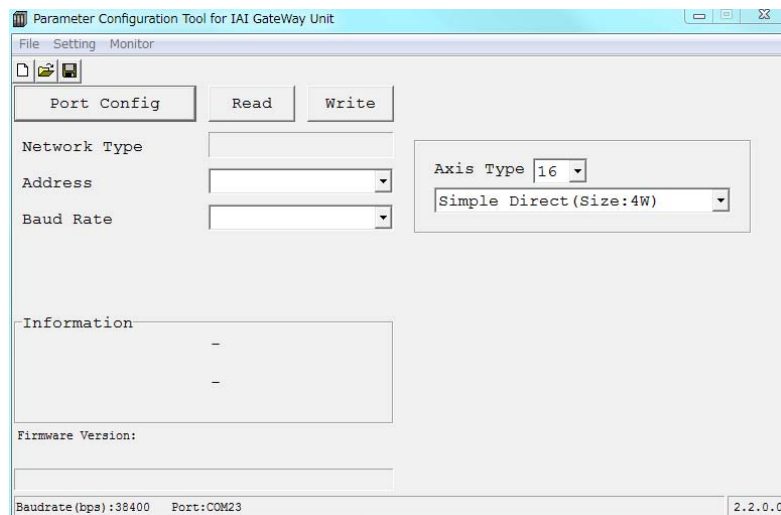 Parameter Configuration Tool for IAI GateWay Unit
File Setting Monitor
Port Config Read Write
Network Type
Axis Type 16
Address
Simple Direct(Size:4W)
Baud Rate
Information
-
-
Firmware Version:
Baudrate(bps):38400 Port:COM23 2.2.0.0